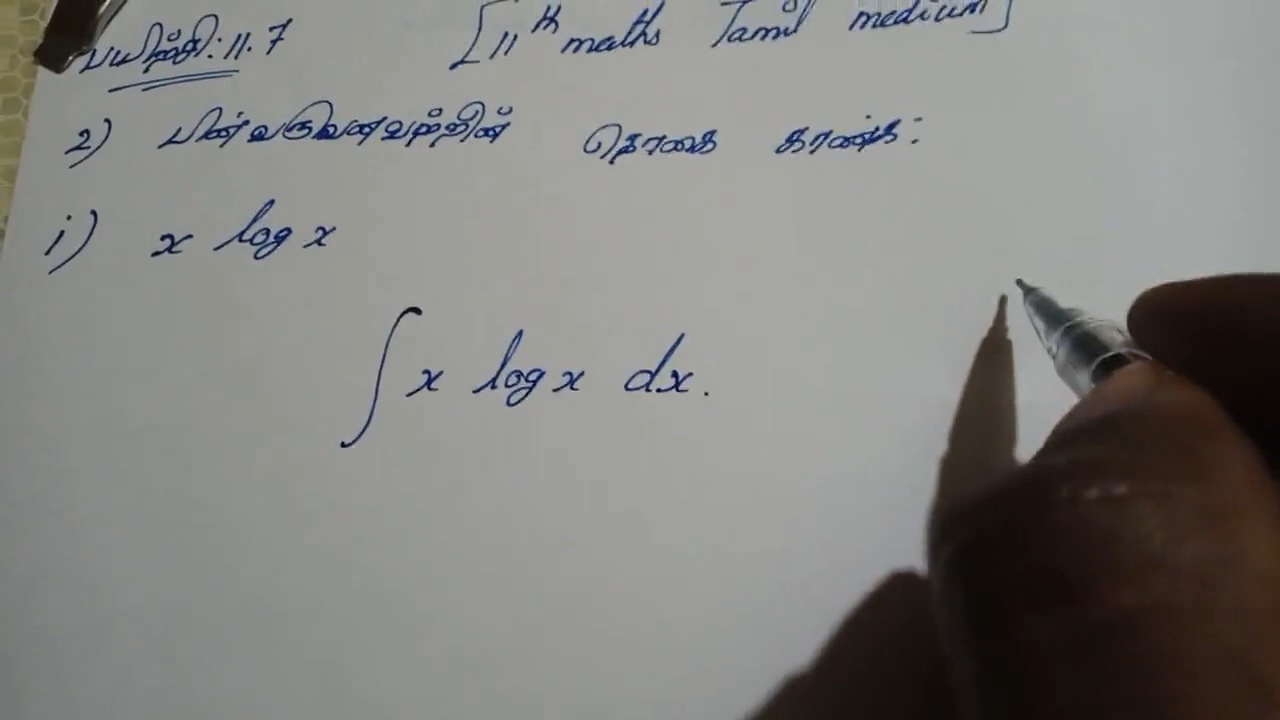 பயிற்சி: 11.7 [11th maths Tamil medium]
2) பின்வருவனவற்றின் தொகை காண்க:
i) x log x
∫ x log x dx.